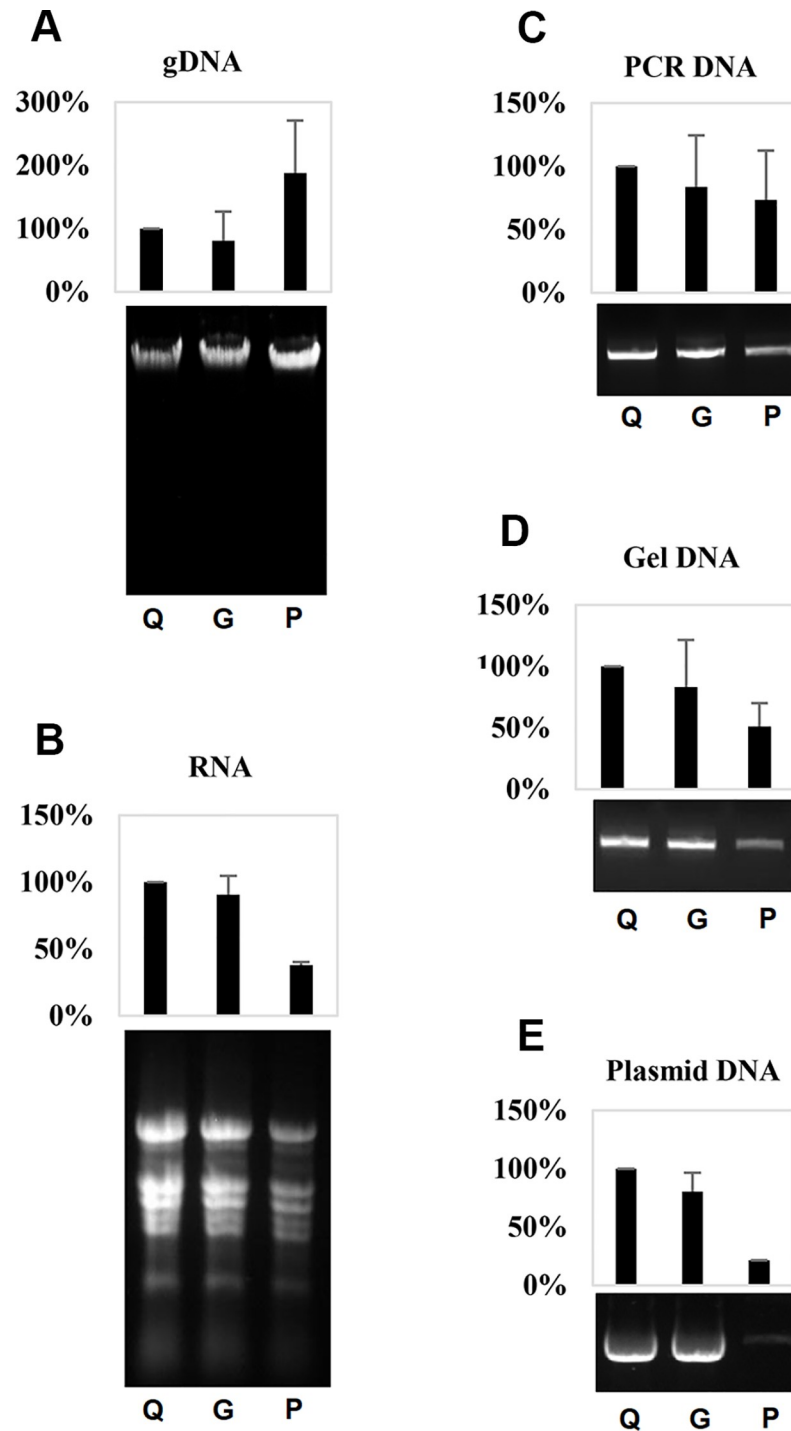 A
gDNA
300%
200%
100%
0%
Q G P
B
RNA
150%
100%
50%
0%
Q G P
C
PCR DNA
150%
100%
50%
0%
Q G P
D
Gel DNA
150%
100%
50%
0%
Q G P
E
Plasmid DNA
150%
100%
50%
0%
Q G P